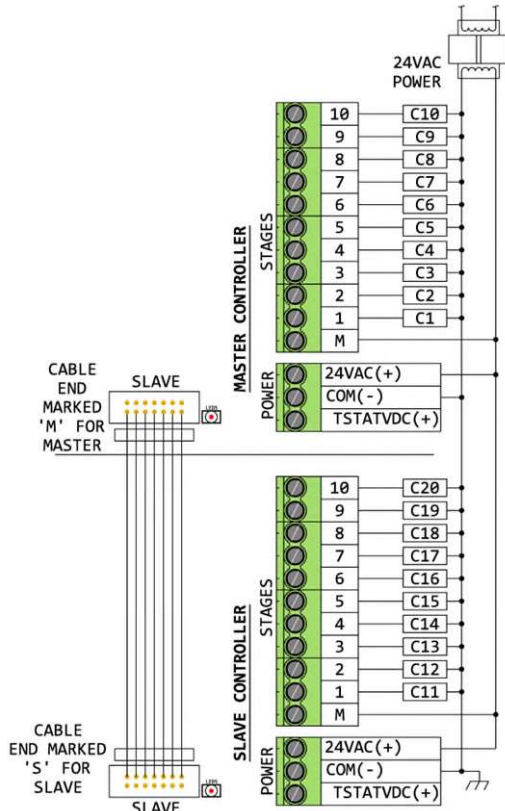 24VAC
POWER
10 C10
9 C9
8 C8
7 C7
6 C6
5 C5
4 C4
3 C3
2 C2
1 C1
M
STAGES
MASTER CONTROLLER
24VAC(+)
COM(-)
TSTATVDC(+)
POWER
CABLE
END
MARKED
'M' FOR
MASTER
SLAVE
10 C20
9 C19
8 C18
7 C17
6 C16
5 C15
4 C14
3 C13
2 C12
1 C11
M
STAGES
SLAVE CONTROLLER
24VAC(+)
COM(-)
TSTATVDC(+)
POWER
CABLE
END MARKED
'S' FOR
SLAVE
SLAVE